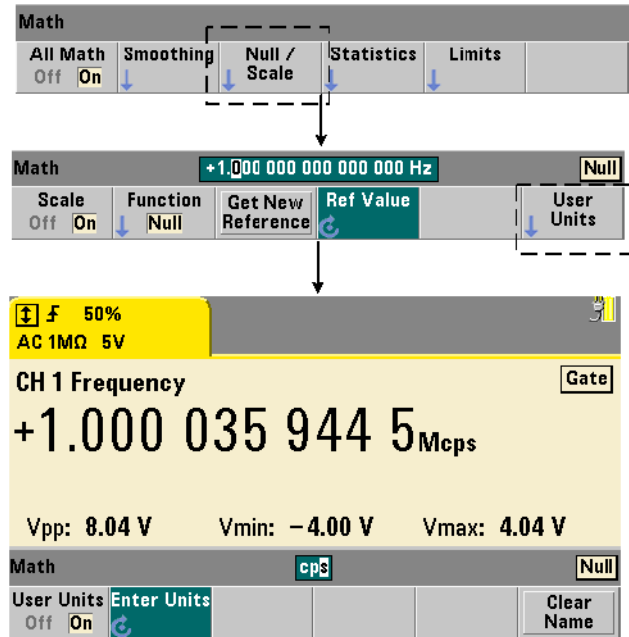 Math
All Math Smoothing Null / Statistics Limits
Off On Scale
Math +1.000 000 000 000 000 Hz Null
Scale Function Get New Ref Value User
Off On Null Reference Units
50%
AC 1MΩ 5V
CH 1 Frequency Gate
+1.000 035 944 5 Mcps
Vpp: 8.04 V Vmin: −4.00 V Vmax: 4.04 V
Math cps Null
User Units Enter Units Clear
Off On Name